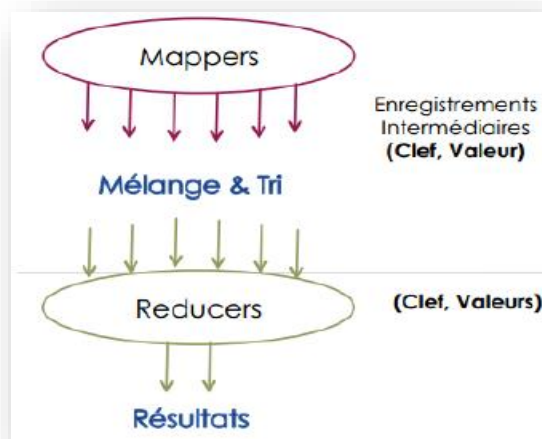 Mappers
Enregistrements
Intermédiaires
(Clef, Valeur)
Mélange & Tri
Reducers
(Clef, Valeurs)
Résultats